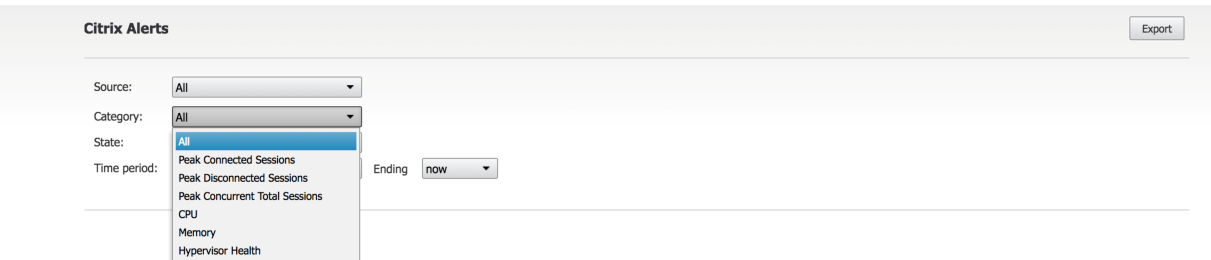 Citrix Alerts Export
Source: All
Category: All
State: All
Peak Connected Sessions
Time period: Peak Disconnected Sessions Ending now
Peak Concurrent Total Sessions
CPU
Memory
Hypervisor Health